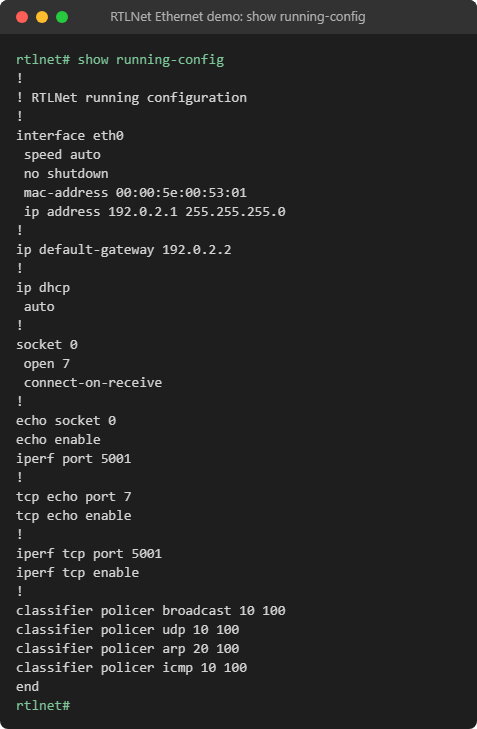 RTLNet Ethernet demo: show running-config
rtlnet# show running-config
!
! RTLNet running configuration
!
interface eth0
 speed auto
 no shutdown
 mac-address 00:00:5e:00:53:01
 ip address 192.0.2.1 255.255.255.0
!
ip default-gateway 192.0.2.2
!
ip dhcp
 auto
!
socket 0
 open 7
 connect-on-receive
!
echo socket 0
echo enable
iperf port 5001
!
tcp echo port 7
tcp echo enable
!
iperf tcp port 5001
iperf tcp enable
!
classifier policer broadcast 10 100
classifier policer udp 10 100
classifier policer arp 20 100
classifier policer icmp 10 100
end
rtlnet#